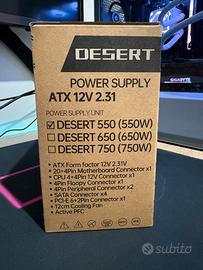 DESERT
GIGABYTE
POWER SUPPLY
ATX 12V 2.31
POWER SUPPLY UNIT
DESERT 550 (550W)
DESERT 650 (650W)
DESERT 750 (750W)
• ATX Form factor 12V 2.31V
• 20+4Pin Motherboard Connector x1
• CPU 4+4Pin 12V Connector x1
• 4Pin Floppy Connector x1
• 4Pin Peripheral Connector x2
• SATA Connector x4
• PCI-E 6+2Pin Connector x1
• 12cm Cooling Fan
• Active PFC
subito